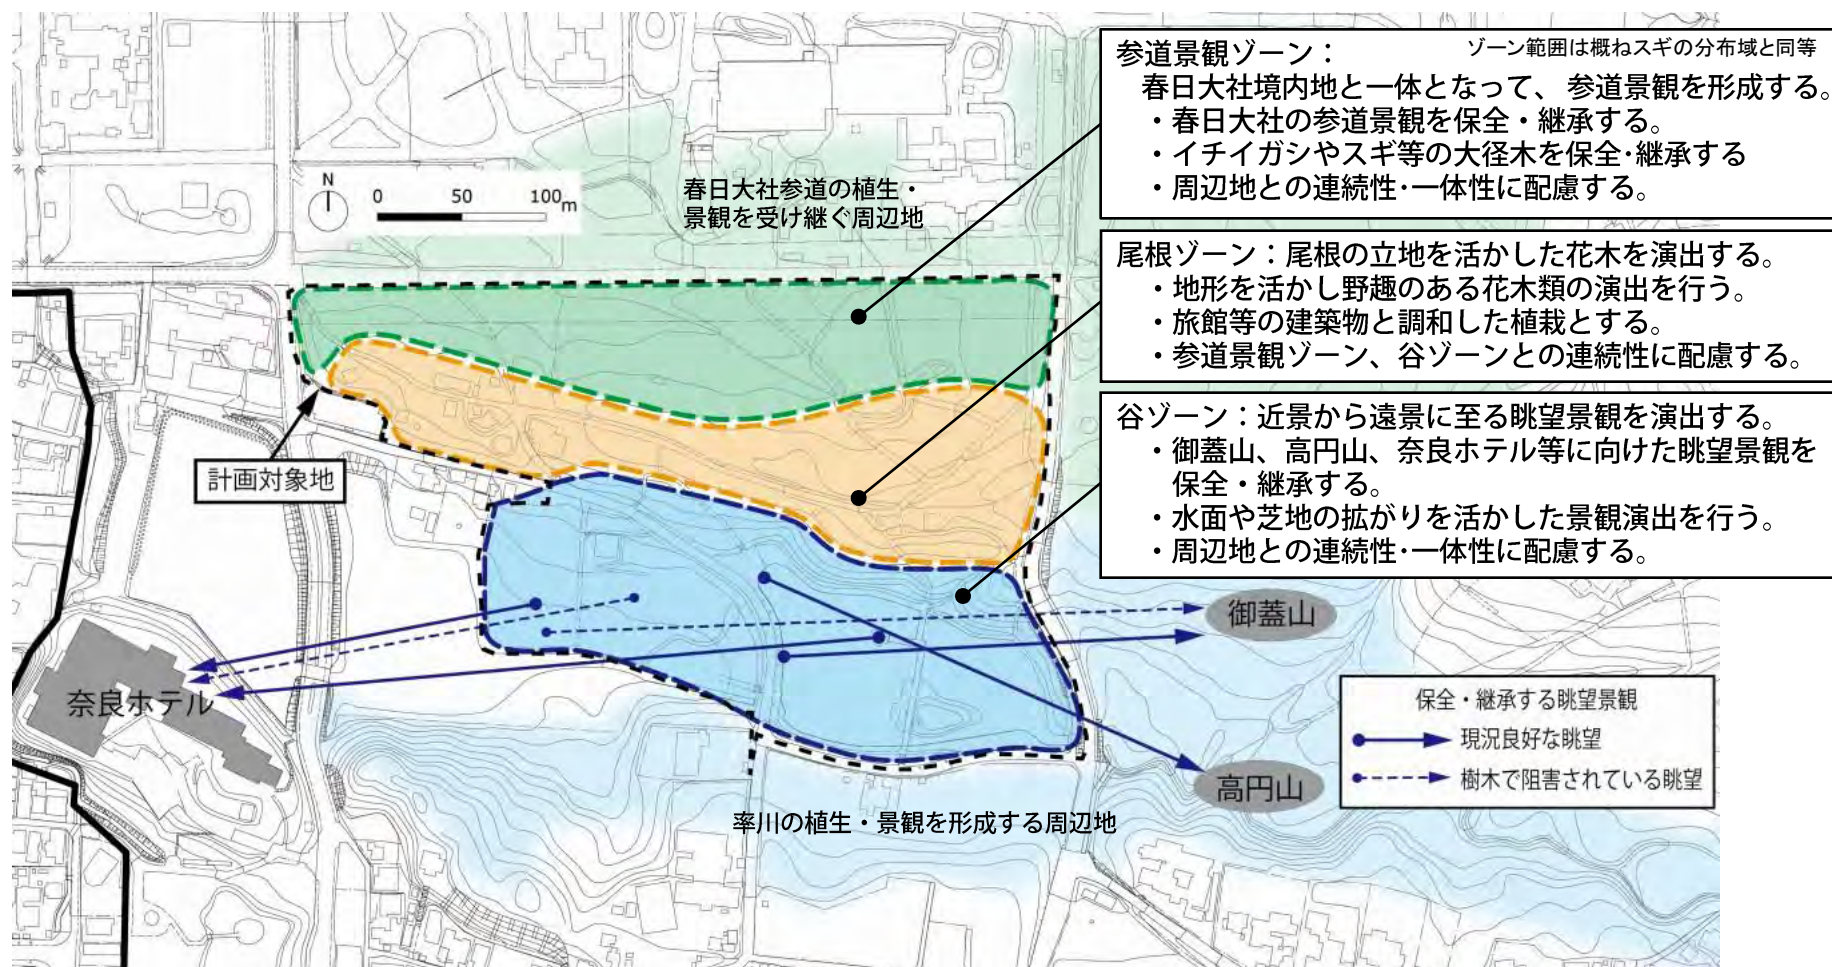 参道景観ゾーン： ゾーン範囲は概ねスギの分布域と同等
春日大社境内地と一体となって、参道景観を形成する。
・春日大社の参道景観を保全・継承する。
・イチイガシやスギ等の大径木を保全・継承する
・周辺地との連続性・一体性に配慮する。
N
0 50 100m
春日大社参道の植生・
景観を受け継ぐ周辺地
尾根ゾーン：尾根の立地を活かした花木を演出する。
・地形を活かし野趣のある花木類の演出を行う。
・旅館等の建築物と調和した植栽とする。
・参道景観ゾーン、谷ゾーンとの連続性に配慮する。
谷ゾーン：近景から遠景に至る眺望景観を演出する。
・御蓋山、高円山、奈良ホテル等に向けた眺望景観を
保全・継承する。
・水面や芝地の拡がりを活かした景観演出を行う。
・周辺地との連続性・一体性に配慮する。
計画対象地
御蓋山
奈良ホテル
高円山
保全・継承する眺望景観
現況良好な眺望
樹木で阻害されている眺望
率川の植生・景観を形成する周辺地